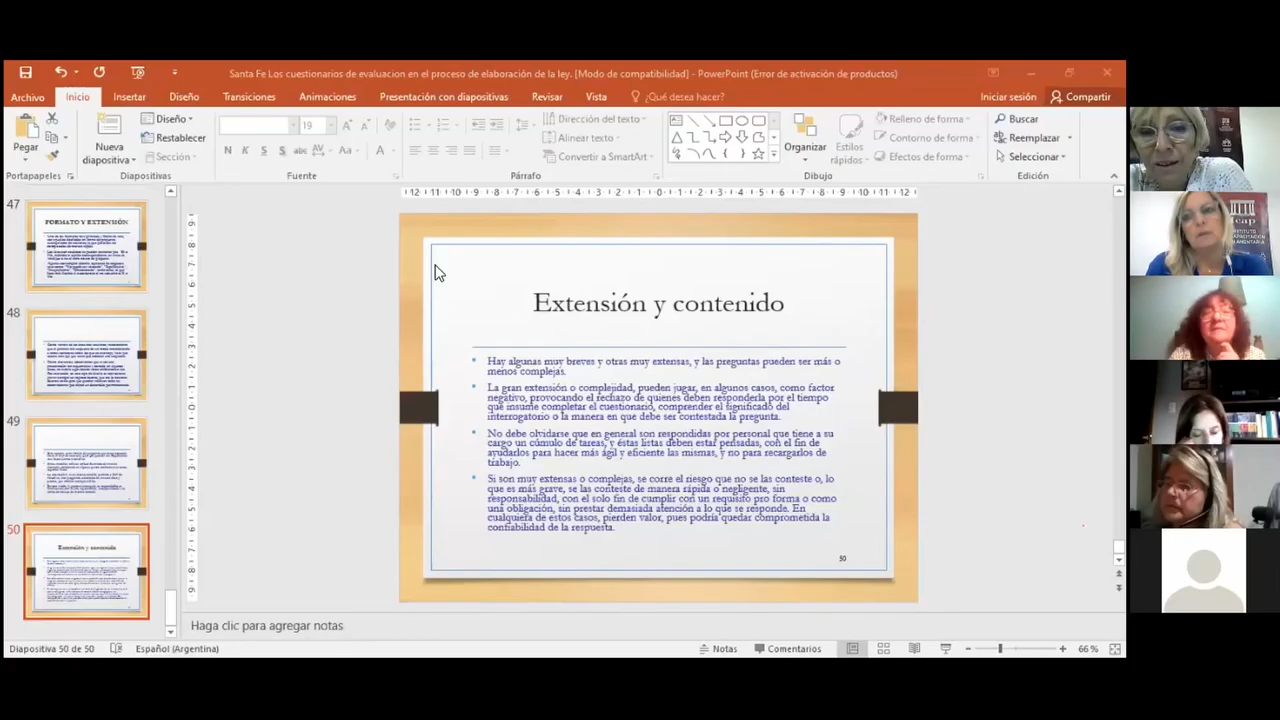 Santa Fe Los cuestionarios de evaluacion en el proceso de elaboración de la ley. [Modo de compatibilidad] - PowerPoint (Error de activación de productos)
Archivo Inicio Insertar Diseño Transiciones Animaciones Presentación con diapositivas Revisar Vista ¿Qué desea hacer? Iniciar sesión Compartir
Pegar
Nueva diapositiva
Diseño
Restablecer
Sección
19
N K S S abc AV Aa A
Dirección del texto
Alinear texto
Convertir a SmartArt
Organizar
Estilos rápidos
Relleno de forma
Contorno de forma
Efectos de forma
Buscar
Reemplazar
Seleccionar
Portapapeles Diapositivas Fuente Párrafo Dibujo Edición
47
FORMATO Y EXTENSIÓN
48
49
50
Extensión y contenido
Extensión y contenido
Hay algunas muy breves y otras muy extensas, y las preguntas pueden ser más o
menos complejas.
La gran extensión o complejidad, pueden jugar, en algunos casos, como factor
negativo, provocando el rechazo de quienes deben responderla por el tiempo
que insume completar el cuestionario, comprender el significado del
interrogatorio o la manera en que debe ser contestada la pregunta.
No debe olvidarse que en general son respondidas por personal que tiene a su
cargo un cúmulo de tareas, y éstas listas deben estar pensadas, con el fin de
ayudarlos para hacer más ágil y eficiente las mismas, y no para recargarlos de
trabajo.
Si son muy extensas o complejas, se corre el riesgo que no se las conteste o, lo
que es más grave, se las conteste de manera rápida o negligente, sin
responsabilidad, con el solo fin de cumplir con un requisito pro forma o como
una obligación, sin prestar demasiada atención a lo que se responde. En
cualquiera de estos casos, pierden valor, pues podría quedar comprometida la
confiabilidad de la respuesta.
50
Haga clic para agregar notas
Diapositiva 50 de 50 Español (Argentina) Notas Comentarios 66 %